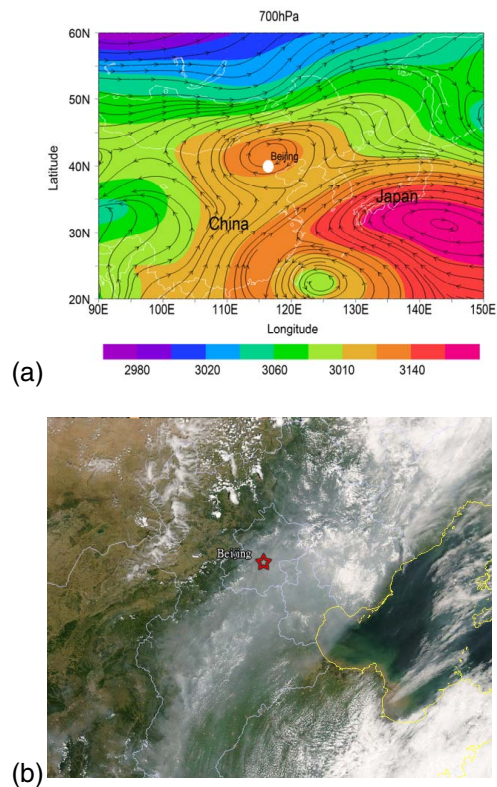 700hPa
60N
50N
Latitude
40N
30N
20N
Beijing
Japan
China
90E 100E 110E 120E 130E 140E 150E
Longitude
2980 3020 3060 3010 3140
(a)
Beijing
(b)